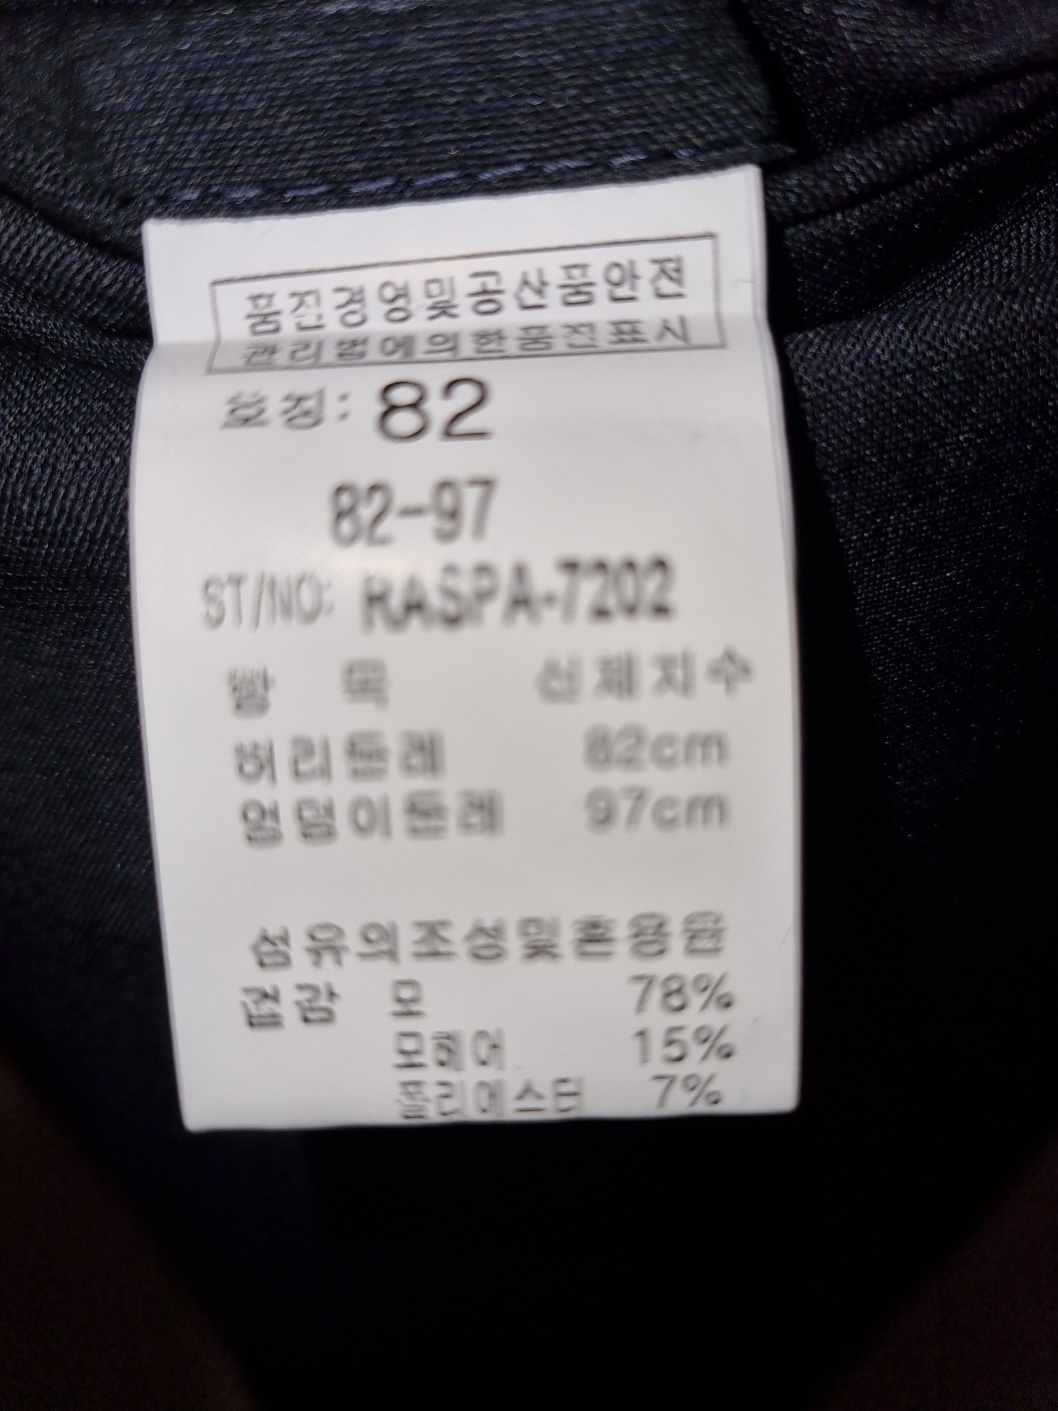 품질경영및공산품안전
관리법에의한품질표시
호칭: 82
82-97
ST/NO: RASPA-7202
항 목 신체치수
허리둘레 82cm
엉덩이둘레 97cm
섬유의조성및혼용율
겉감 모 78%
모헤어 15%
폴리에스터 7%